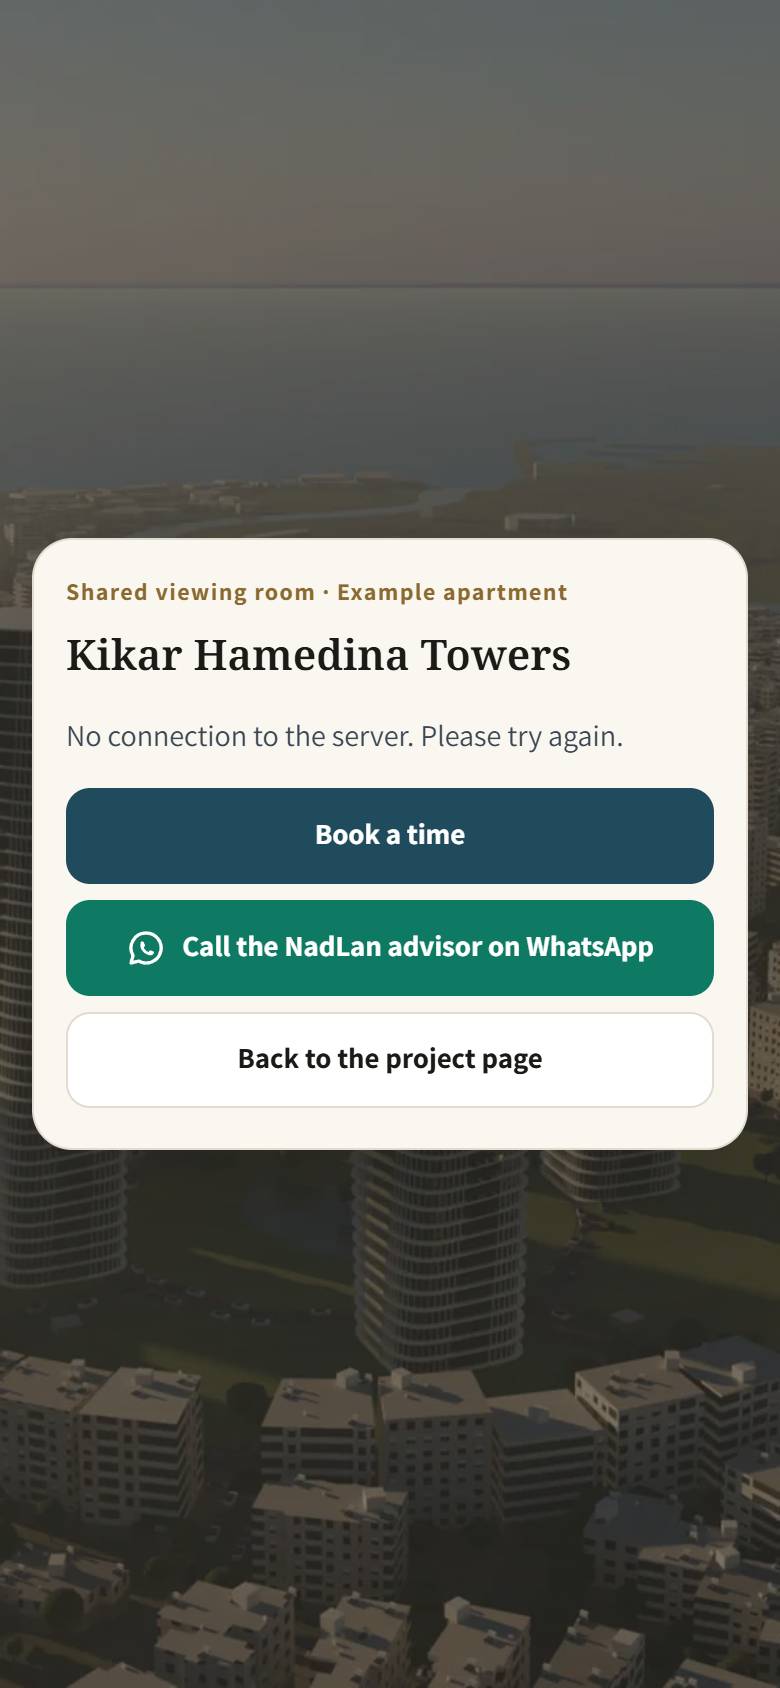 Shared viewing room · Example apartment
Kikar Hamedina Towers
No connection to the server. Please try again.
Book a time
Call the NadLan advisor on WhatsApp
Back to the project page